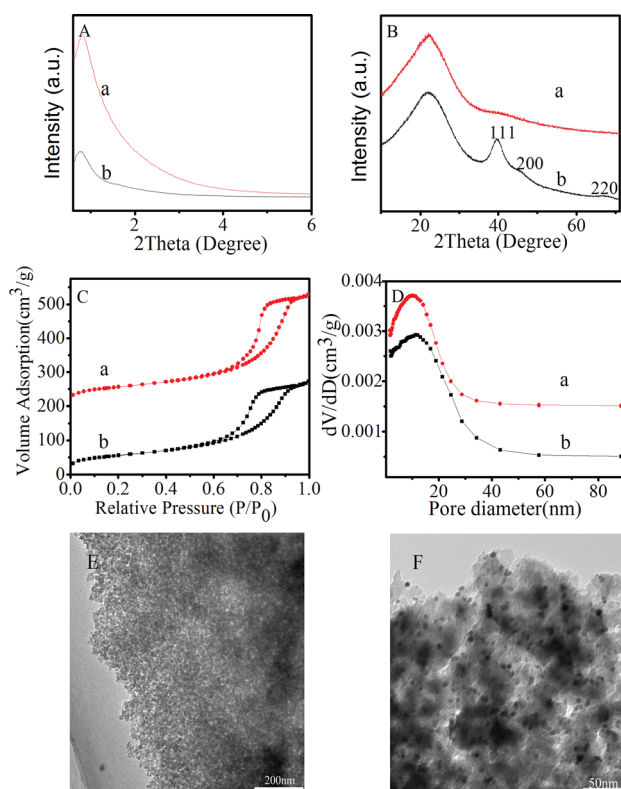 A
Intensity (a.u.)
a
b
0 2 4 6
2Theta (Degree)
B
Intensity (a.u.)
a
111
200
b
220
20 40 60
2Theta (Degree)
C
Volume Adsorption(cm³/g)
500
400
300
200
100
0
a
b
0.0 0.2 0.4 0.6 0.8 1.0
Relative Pressure (P/P₀)
D
dV/dD(cm³/g)
0.004
0.003
0.002
0.001
a
b
0 20 40 60 80
Pore diameter(nm)
E
200nm
F
50nm